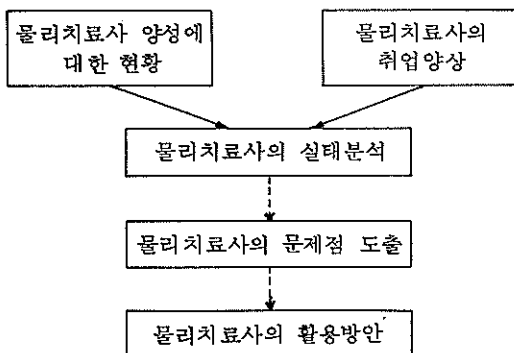 물리치료사 양성에
대한 현황
물리치료사의
취업양상
물리치료사의 실태분석
물리치료사의 문제점 도출
물리치료사의 활용방안